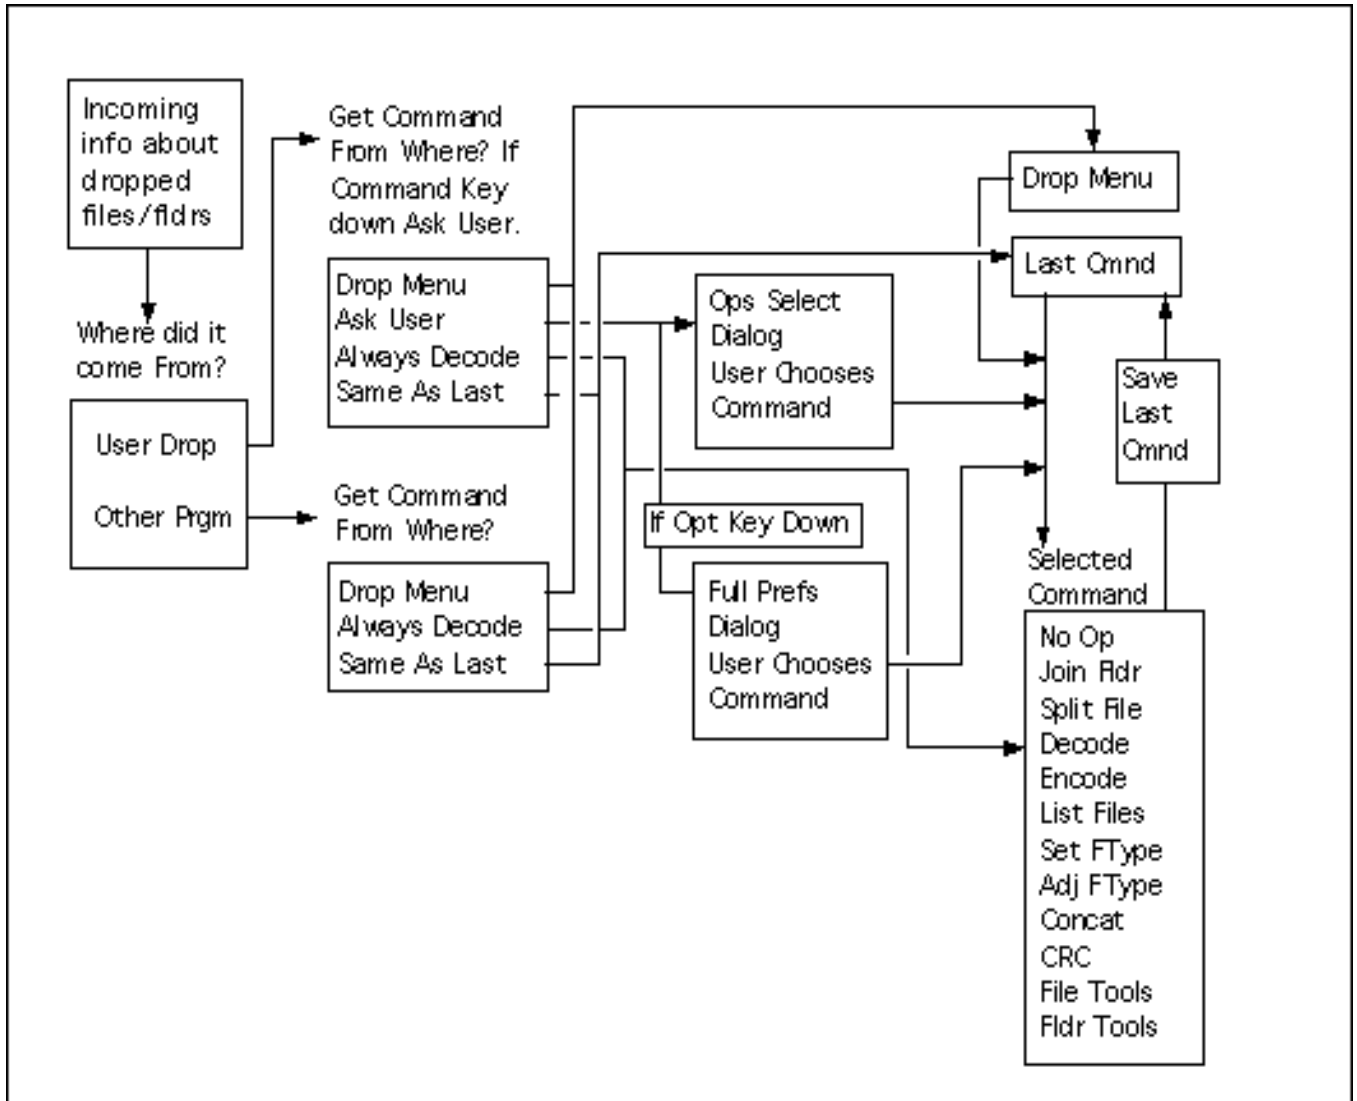 Incoming
info about
dropped
files/fldrs
Where did it
come From?
User Drop
Other Prgm
Get Command
From Where? If
Command Key
down Ask User.
Drop Menu
Ask User
Always Decode
Same As Last
Get Command
From Where?
Drop Menu
Always Decode
Same As Last
Ops Select
Dialog
User Chooses
Command
If Opt Key Down
Full Prefs
Dialog
User Chooses
Command
Drop Menu
Last Cmnd
Save
Last
Cmnd
Selected
Command
No Op
Join Fldr
Split File
Decode
Encode
List Files
Set FType
Adj FType
Concat
CRC
File Tools
Fldr Tools